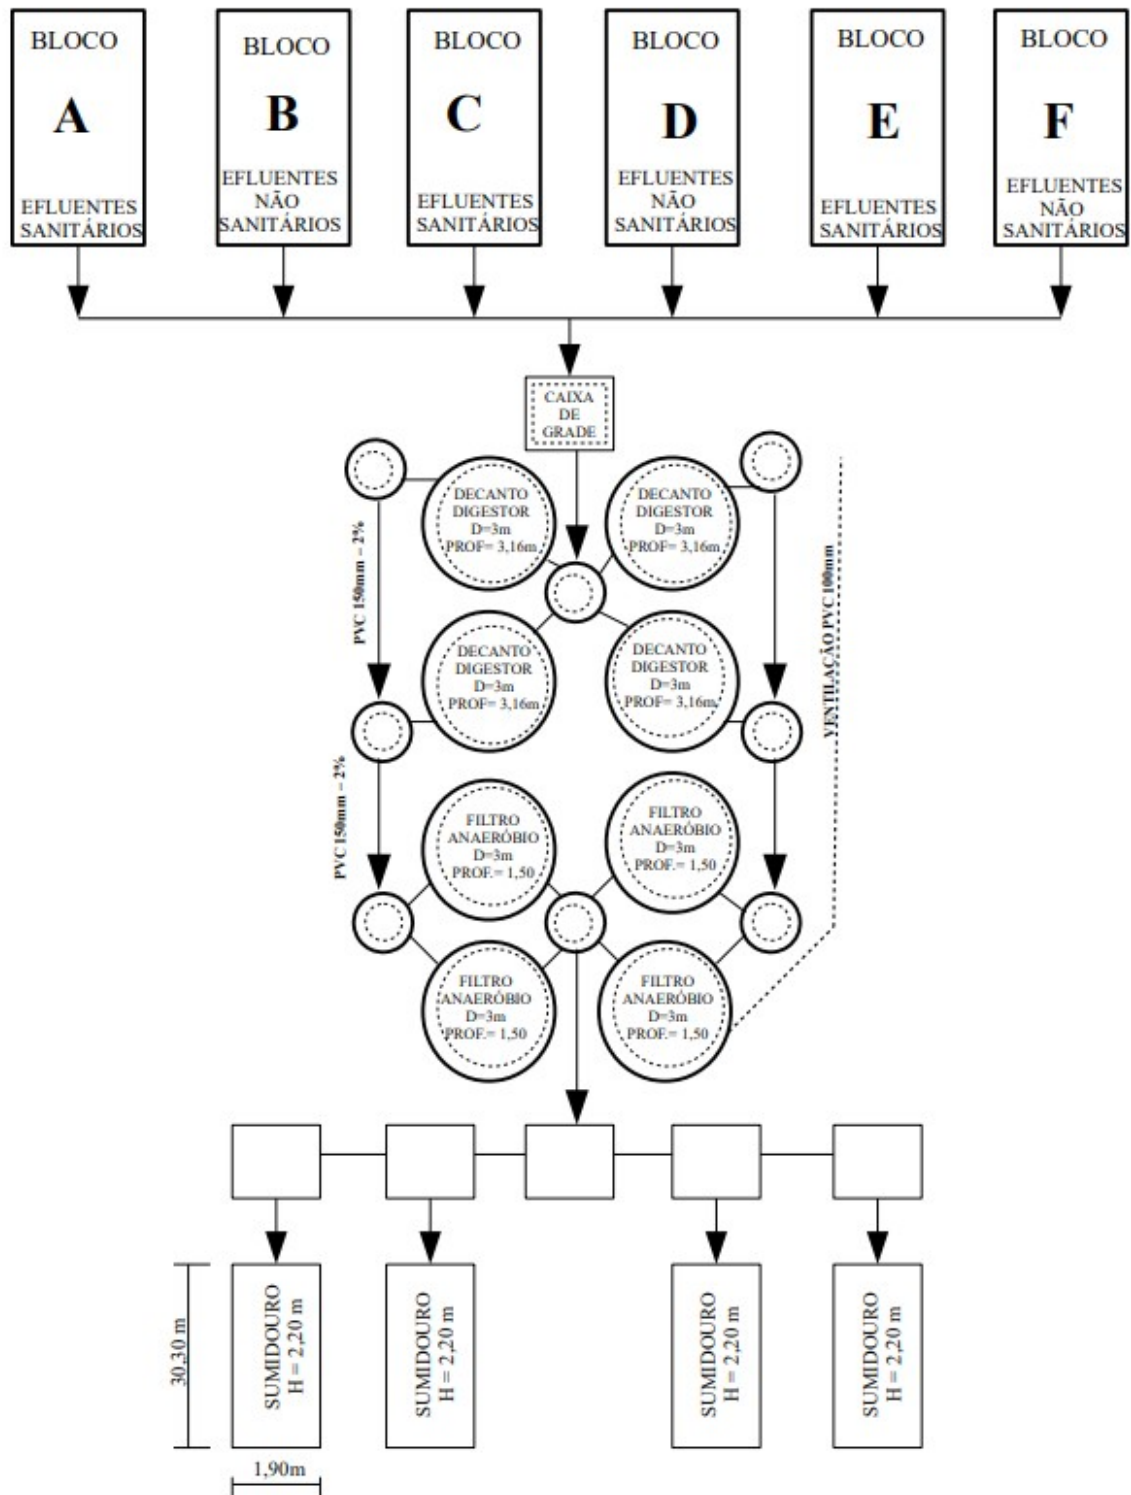 BLOCO
A
EFLUENTES
SANITÁRIOS
BLOCO
B
EFLUENTES
NÃO
SANITÁRIOS
BLOCO
C
EFLUENTES
SANITÁRIOS
BLOCO
D
EFLUENTES
NÃO
SANITÁRIOS
BLOCO
E
EFLUENTES
SANITÁRIOS
BLOCO
F
EFLUENTES
NÃO
SANITÁRIOS
CAIXA
DE
GRADE
DECANTO
DIGESTOR
D=3m
PROF= 3,16m
DECANTO
DIGESTOR
D=3m
PROF= 3,16m
PVC 150mm – 2%
VENTILAÇÃO PVC 100mm
DECANTO
DIGESTOR
D=3m
PROF= 3,16m
DECANTO
DIGESTOR
D=3m
PROF= 3,16m
PVC 150mm – 2%
FILTRO
ANAERÓBIO
D=3m
PROF.= 1,50
FILTRO
ANAERÓBIO
D=3m
PROF.= 1,50
FILTRO
ANAERÓBIO
D=3m
PROF.= 1,50
FILTRO
ANAERÓBIO
D=3m
PROF.= 1,50
30,30 m
SUMIDOURO
H = 2,20 m
SUMIDOURO
H = 2,20 m
SUMIDOURO
H = 2,20 m
SUMIDOURO
H = 2,20 m
1,90m